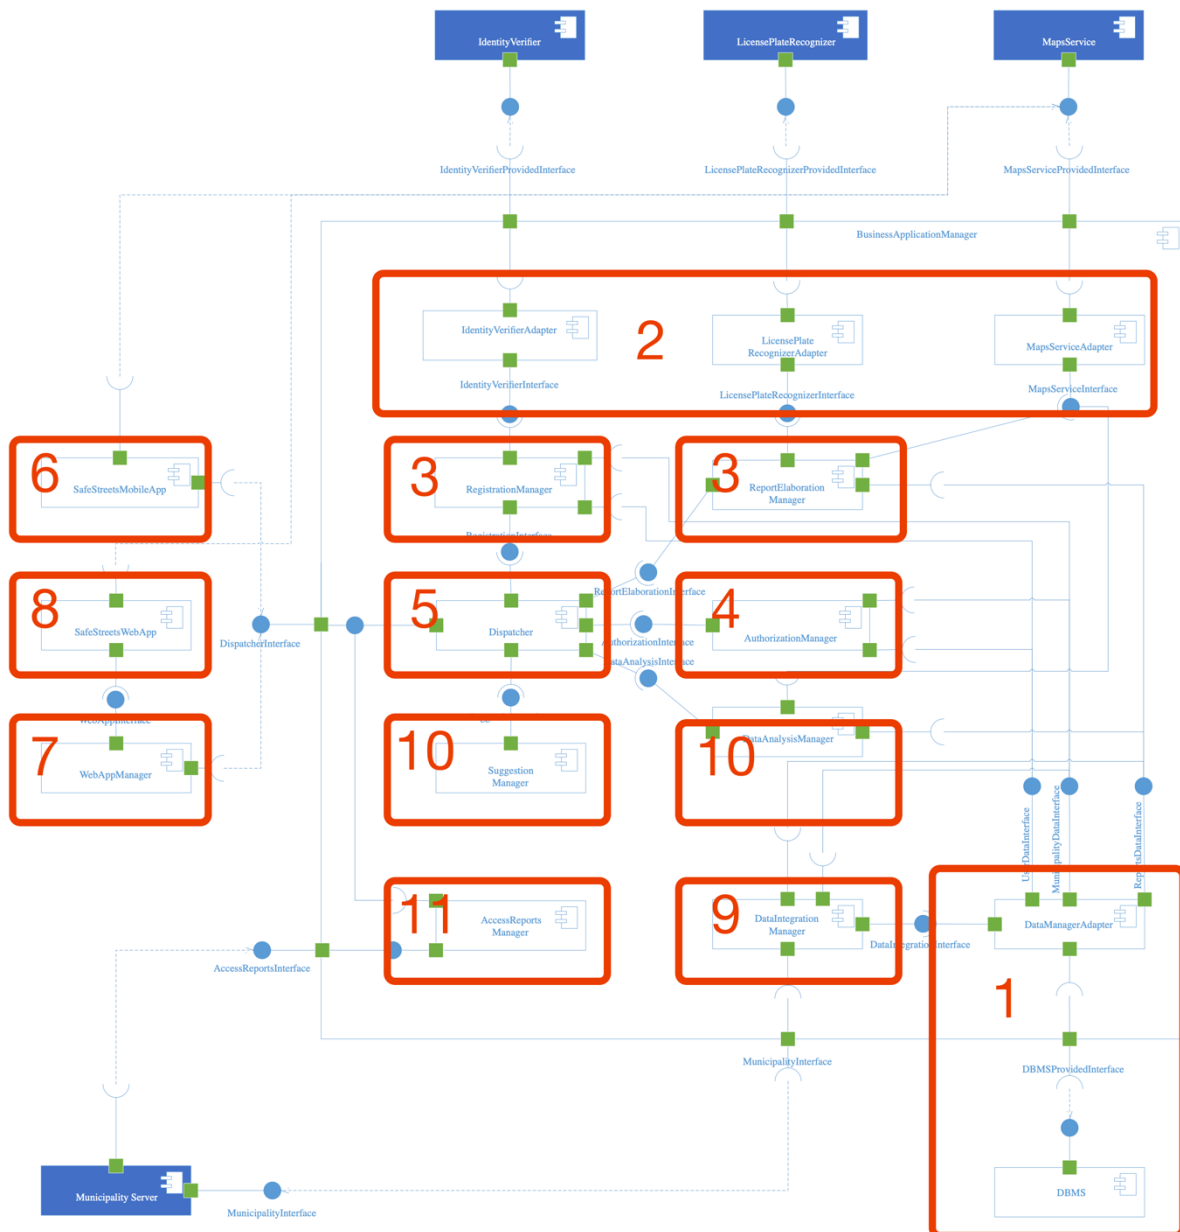 IdentityVerifier
LicensePlateRecognizer
MapsService
IdentityVerifierProvidedInterface
LicensePlateRecognizerProvidedInterface
MapsServiceProvidedInterface
BusinessApplicationManager
2
IdentityVerifierAdapter
LicensePlate
RecognizerAdapter
MapsServiceAdapter
IdentityVerifierInterface
LicensePlateRecognizerInterface
MapsServiceInterface
6
SafeStreetsMobileApp
3
RegistrationManager
3
ReportElaboration
Manager
RegistrationInterface
8
SafeStreetsWebApp
DispatcherInterface
5
Dispatcher
ReportElaborationInterface
AuthorizationInterface
DataAnalysisInterface
4
AuthorizationManager
WebAppInterface
7
WebAppManager
10
Suggestion
Manager
10
DataAnalysisManager
UserDataInterface
MunicipalityDataInterface
ReportsDataInterface
11
AccessReports
Manager
9
DataIntegration
Manager
DataIntegrationInterface
DataManagerAdapter
1
AccessReportsInterface
MunicipalityInterface
DBMSProvidedInterface
Municipality Server
MunicipalityInterface
DBMS